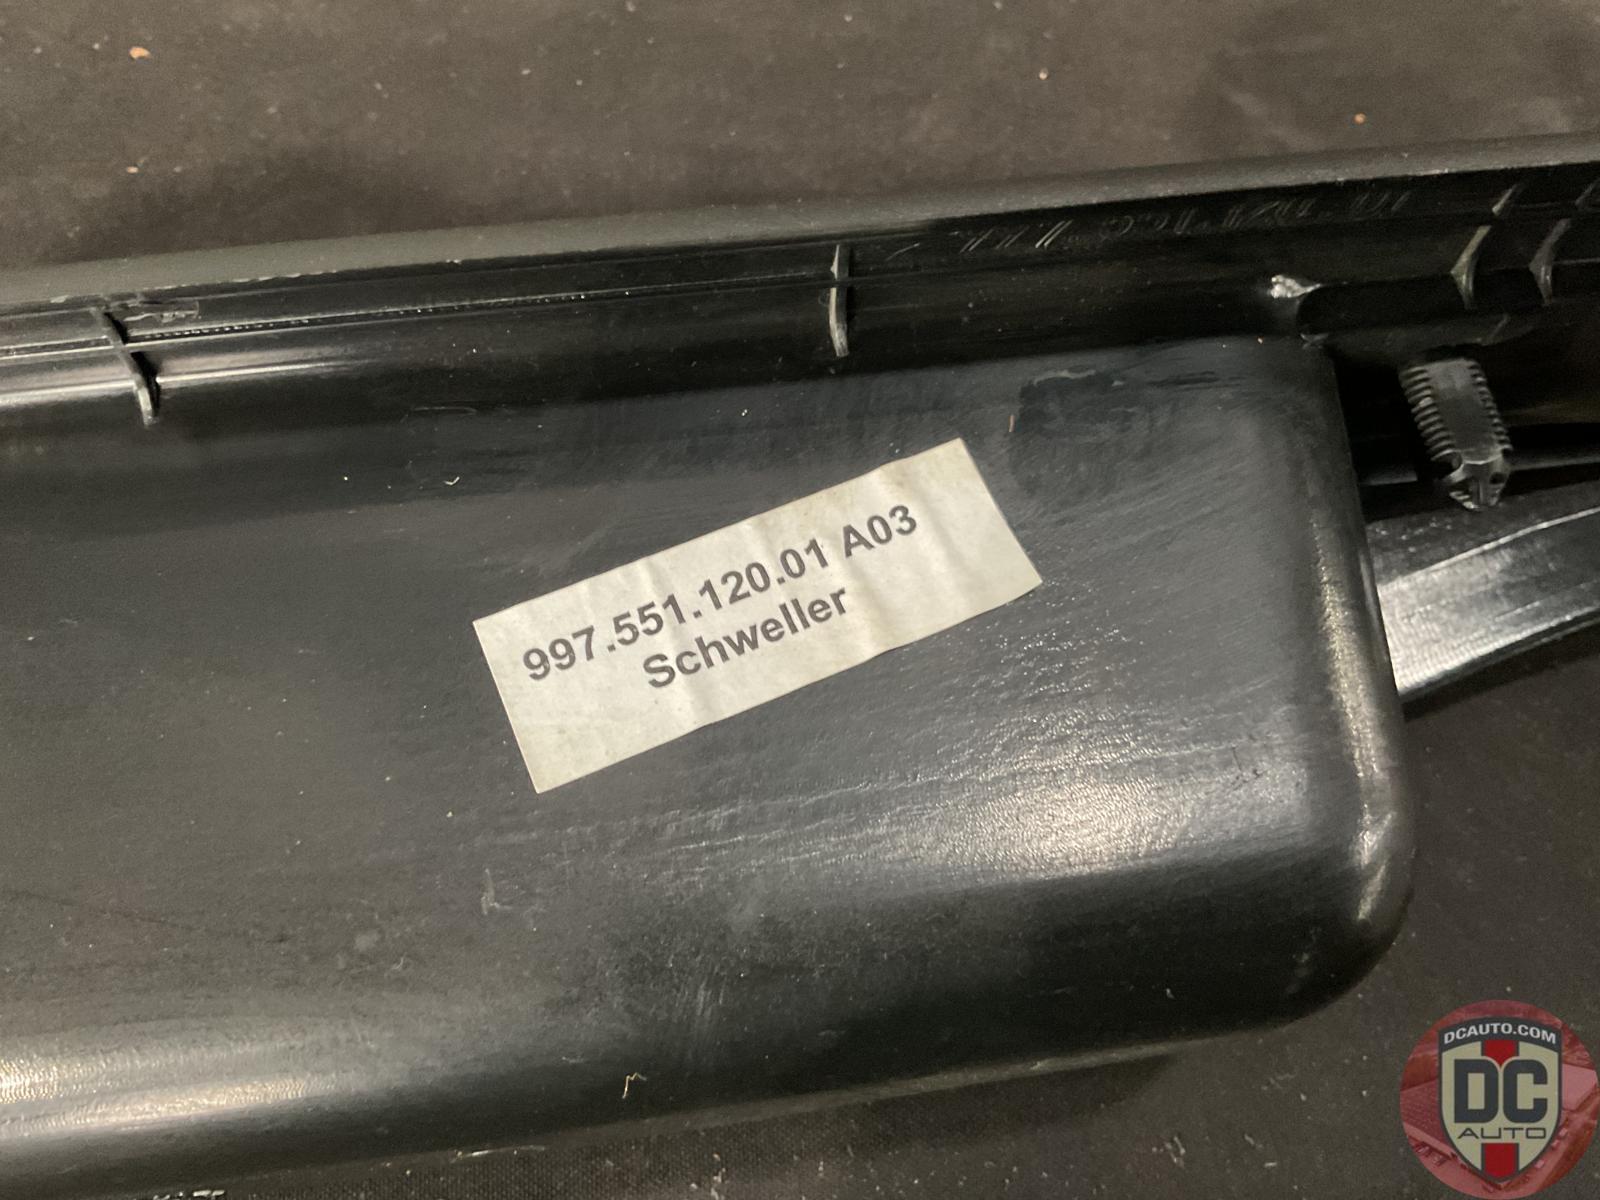 997.551.120.01 A03
Schweller
DCAUTO.COM
DC
AUTO